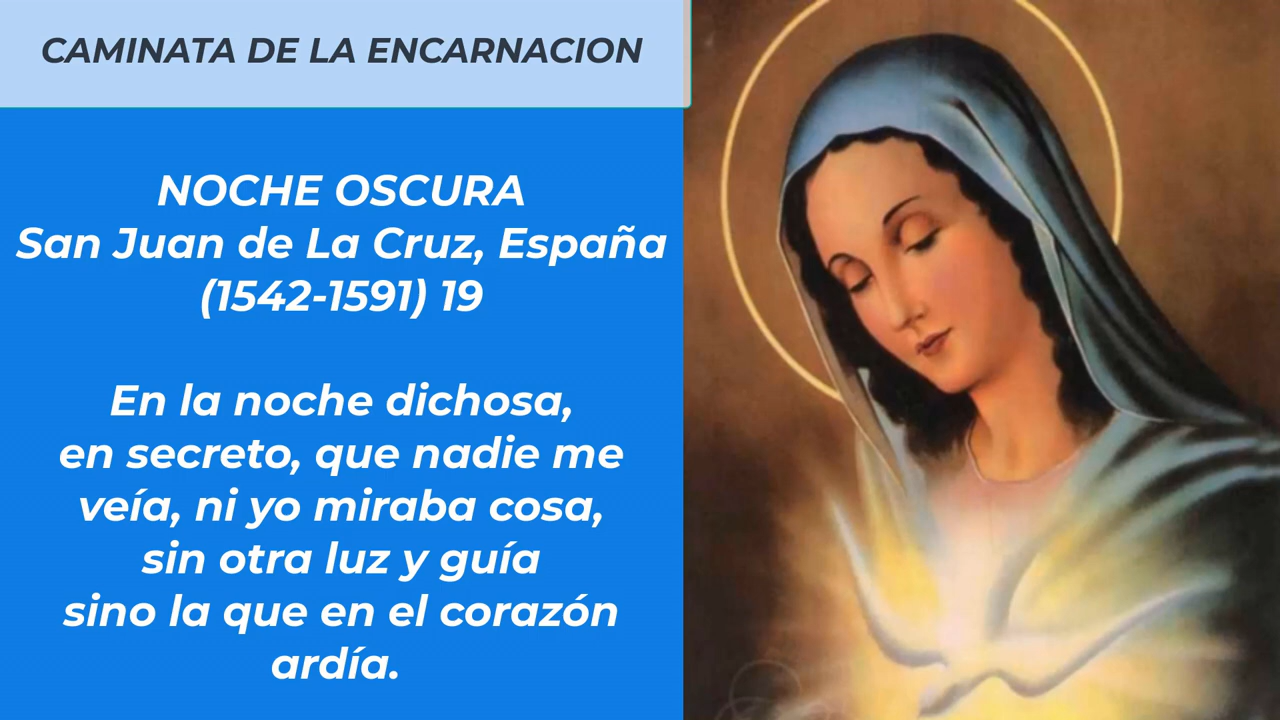 CAMINATA DE LA ENCARNACION
NOCHE OSCURA
San Juan de La Cruz, España
(1542-1591) 19
En la noche dichosa,
en secreto, que nadie me
veía, ni yo miraba cosa,
sin otra luz y guía
sino la que en el corazón
ardía.